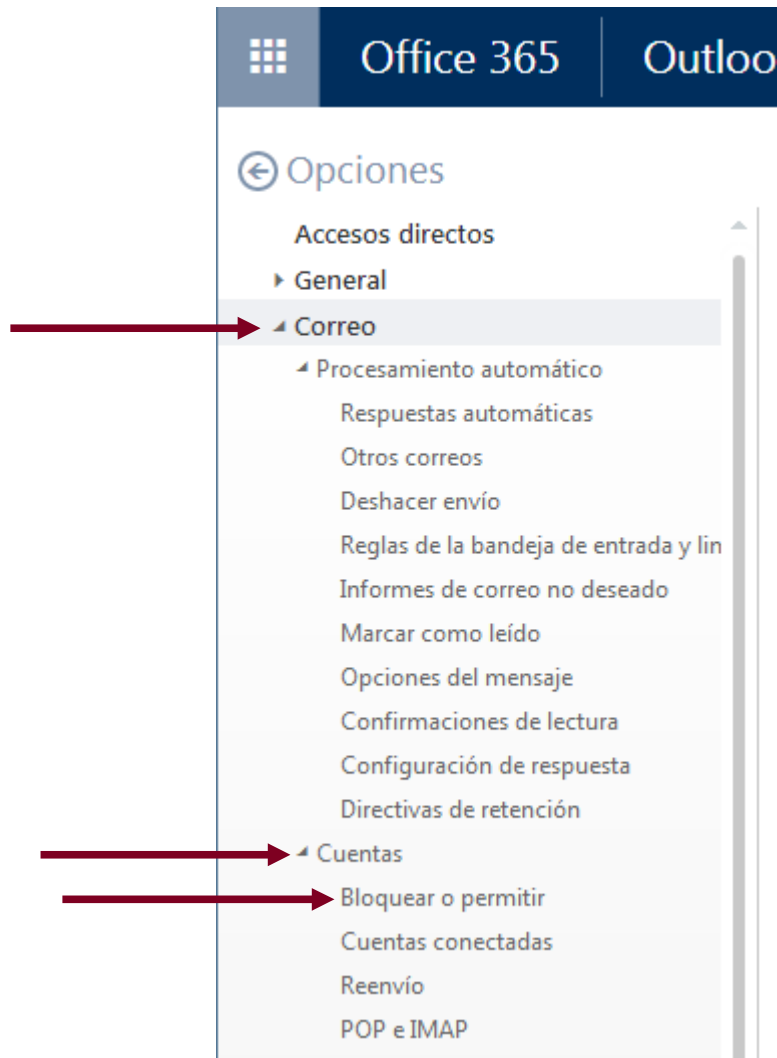 Office 365 Outloo
Opciones
Accesos directos
General
Correo
Procesamiento automático
Respuestas automáticas
Otros correos
Deshacer envío
Reglas de la bandeja de entrada y lin
Informes de correo no deseado
Marcar como leído
Opciones del mensaje
Confirmaciones de lectura
Configuración de respuesta
Directivas de retención
Cuentas
Bloquear o permitir
Cuentas conectadas
Reenvío
POP e IMAP